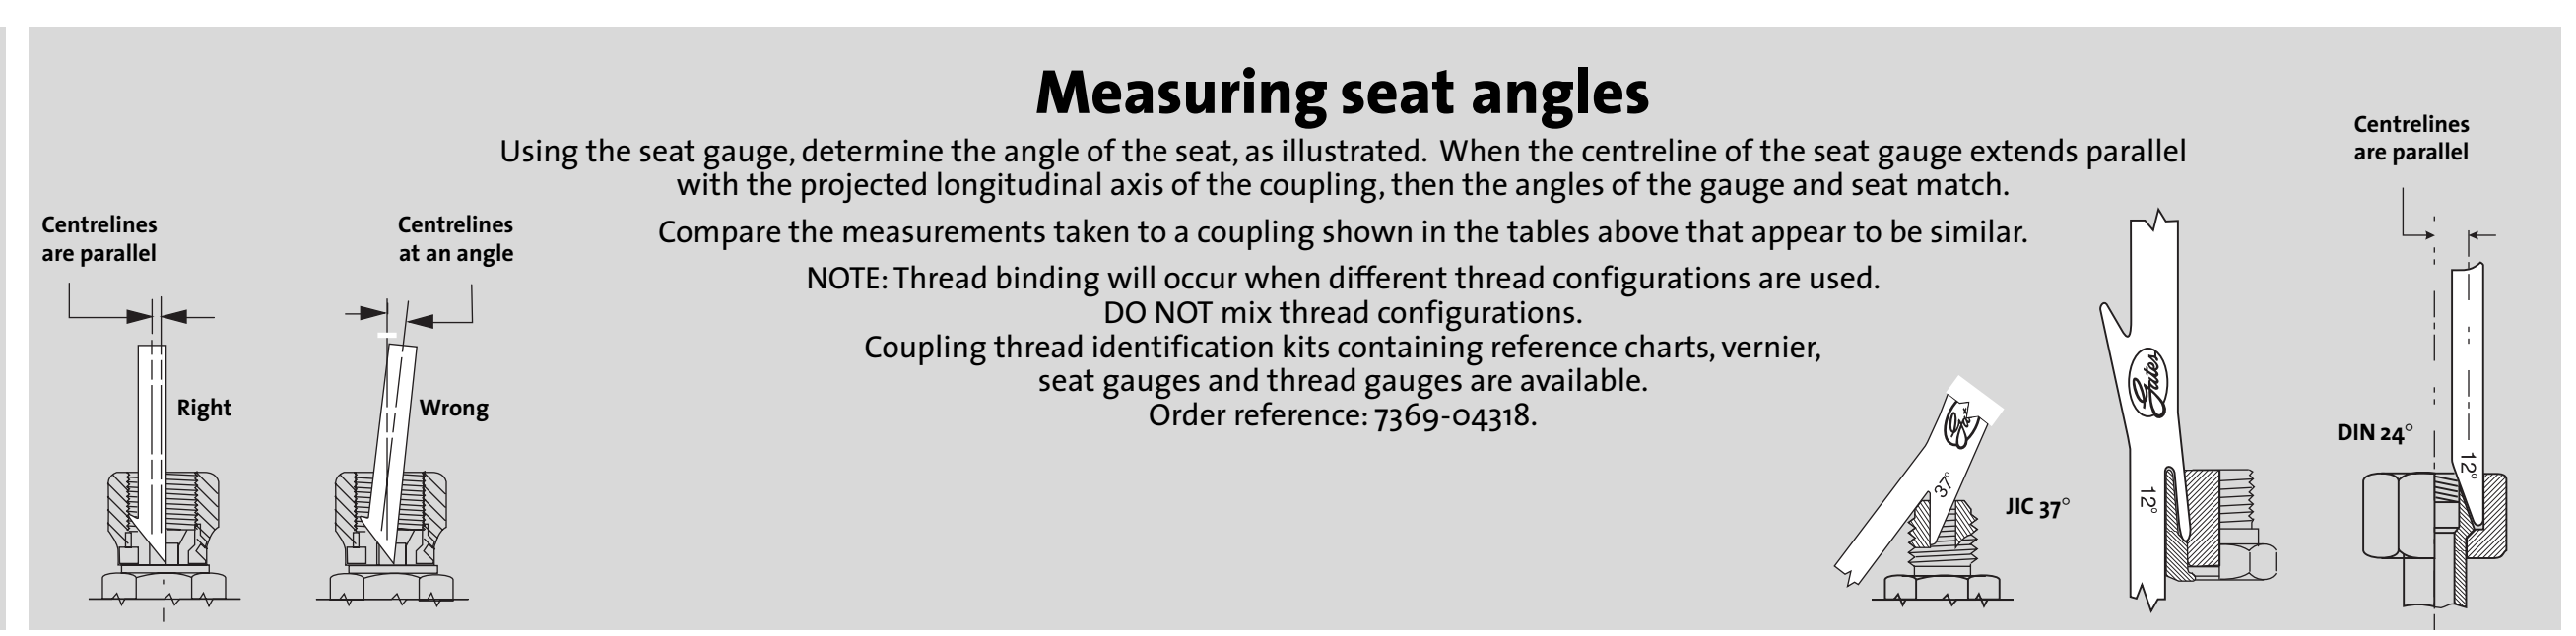 Measuring seat angles
Using the seat gauge, determine the angle of the seat, as illustrated. When the centreline of the seat gauge extends parallel
with the projected longitudinal axis of the coupling, then the angles of the gauge and seat match.
Compare the measurements taken to a coupling shown in the tables above that appear to be similar.
NOTE: Thread binding will occur when different thread configurations are used.
DO NOT mix thread configurations.
Coupling thread identification kits containing reference charts, vernier,
seat gauges and thread gauges are available.
Order reference: 7369-04318.
Centrelines
are parallel
Right
Centrelines
at an angle
Wrong
37°
JIC 37°
Gates
12°
Centrelines
are parallel
DIN 24°
12°